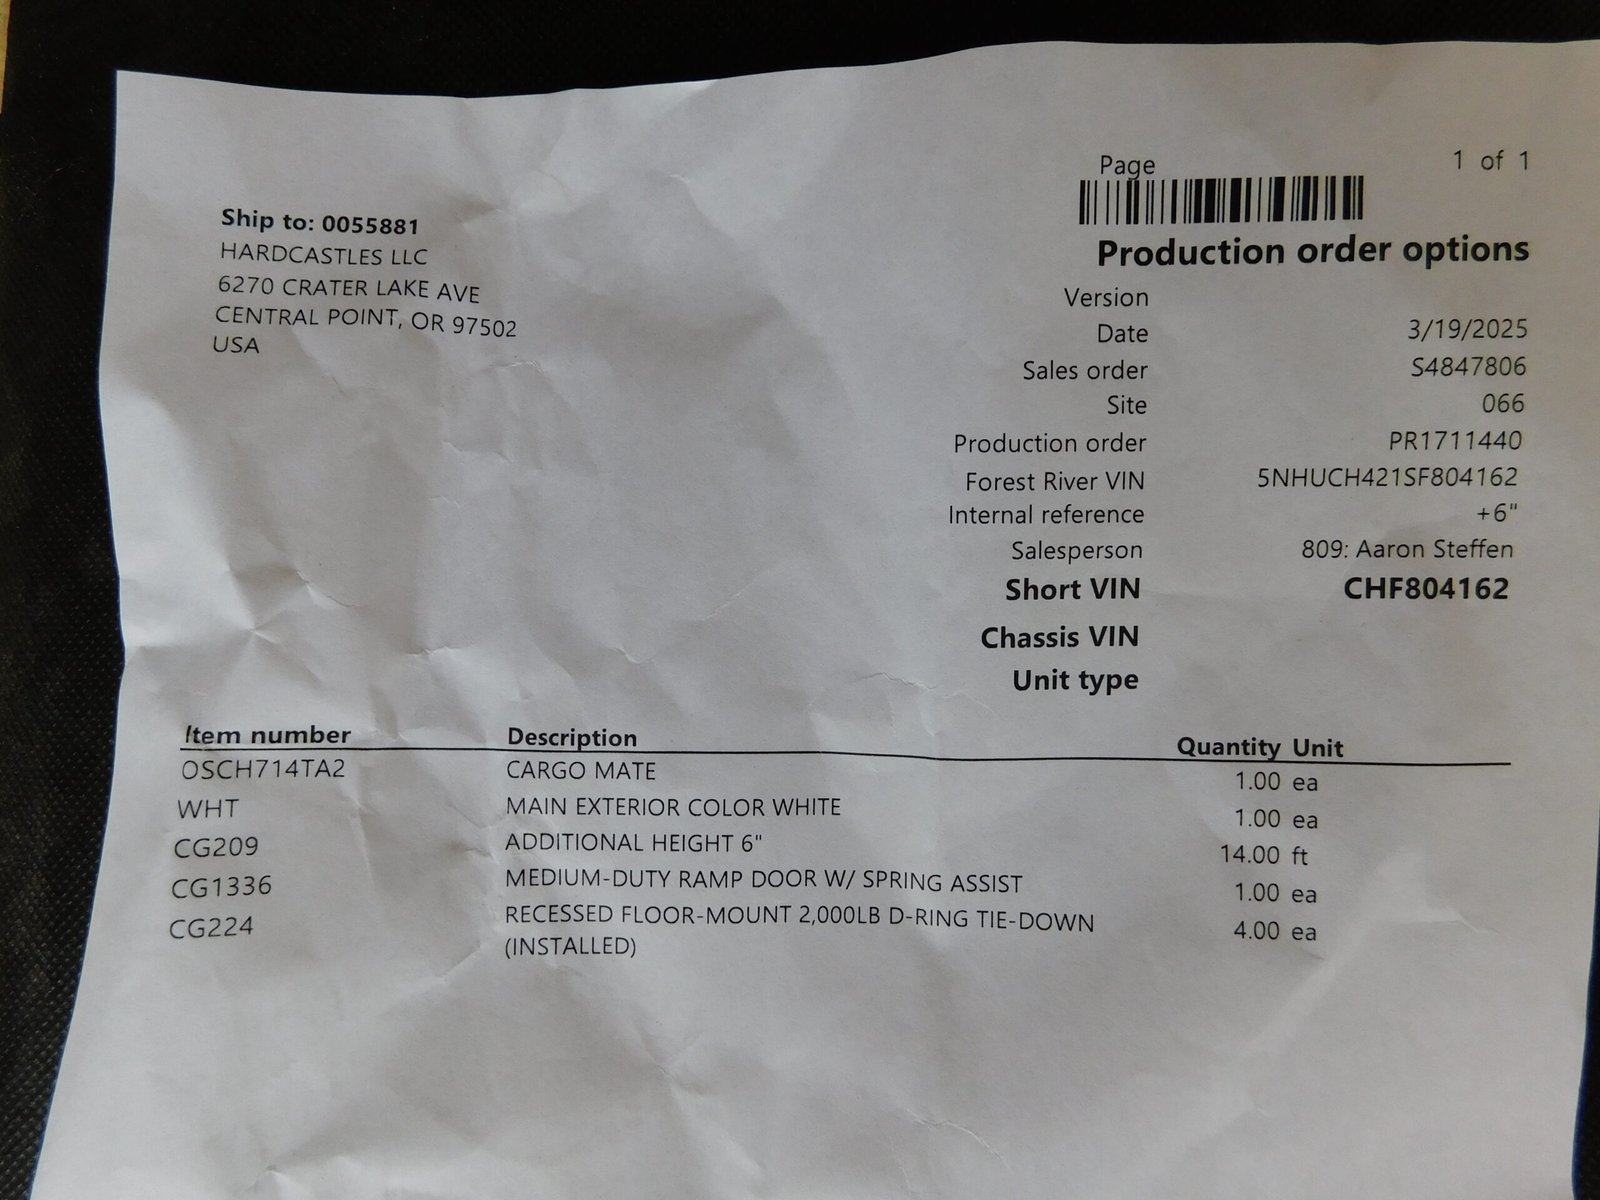 Page 1 of 1
Ship to: 0055881
HARDCASTLES LLC
6270 CRATER LAKE AVE
CENTRAL POINT, OR 97502
USA
Production order options
Version
Date 3/19/2025
Sales order S4847806
Site 066
Production order PR1711440
Forest River VIN 5NHUCH421SF804162
Internal reference +6"
Salesperson 809: Aaron Steffen
Short VIN CHF804162
Chassis VIN
Unit type
Item number Description Quantity Unit
OSCH714TA2 CARGO MATE 1.00 ea
WHT MAIN EXTERIOR COLOR WHITE 1.00 ea
CG209 ADDITIONAL HEIGHT 6" 14.00 ft
CG1336 MEDIUM-DUTY RAMP DOOR W/ SPRING ASSIST 1.00 ea
CG224 RECESSED FLOOR-MOUNT 2,000LB D-RING TIE-DOWN 4.00 ea
(INSTALLED)